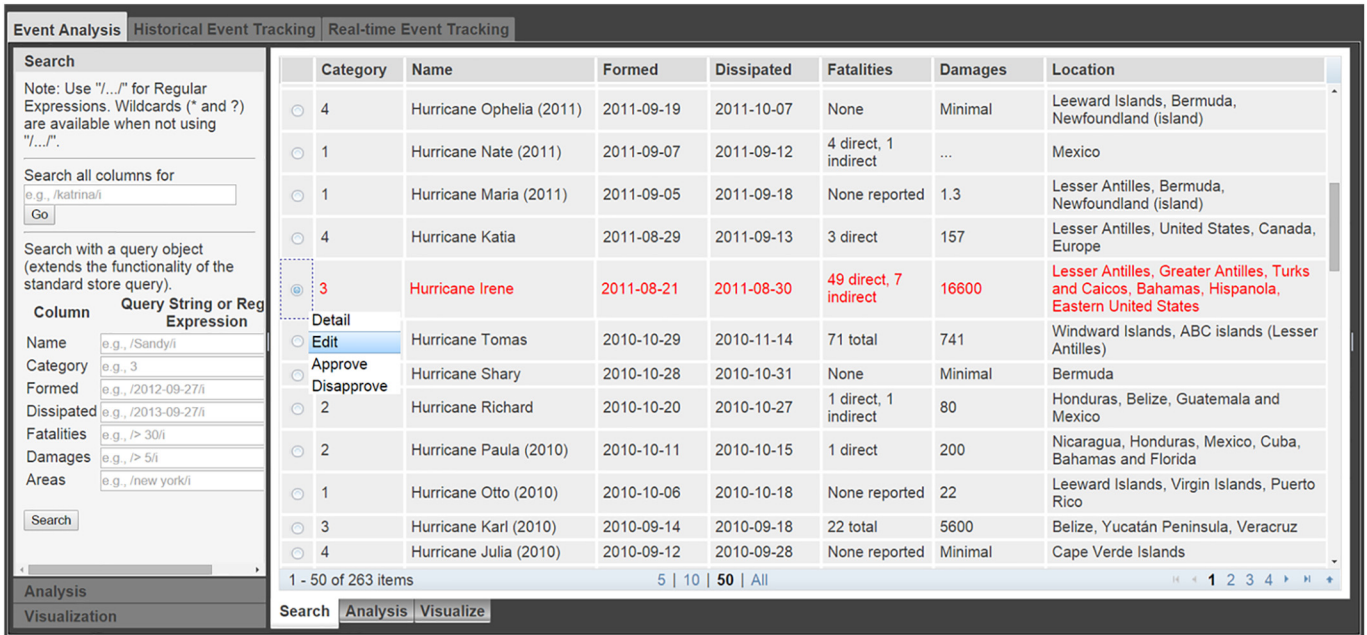 Event Analysis Historical Event Tracking Real-time Event Tracking
Search
Note: Use "/.../" for Regular
Expressions. Wildcards (* and ?)
are available when not using
"/.../".
Search all columns for
e.g., /katrina/i
Go
Search with a query object
(extends the functionality of the
standard store query).
Column Query String or Reg
Expression
Name e.g., /Sandy/i
Category e.g., 3
Formed e.g., /2012-09-27/i
Dissipated e.g., /2013-09-27/i
Fatalities e.g., /> 30/i
Damages e.g., /> 5/i
Areas e.g., /new york/i
Search
Analysis
Visualization
Category Name Formed Dissipated Fatalities Damages Location
4 Hurricane Ophelia (2011) 2011-09-19 2011-10-07 None Minimal Leeward Islands, Bermuda,
Newfoundland (island)
1 Hurricane Nate (2011) 2011-09-07 2011-09-12 4 direct, 1
indirect ... Mexico
1 Hurricane Maria (2011) 2011-09-05 2011-09-18 None reported 1.3 Lesser Antilles, Bermuda,
Newfoundland (island)
4 Hurricane Katia 2011-08-29 2011-09-13 3 direct 157 Lesser Antilles, United States, Canada,
Europe
3 Hurricane Irene 2011-08-21 2011-08-30 49 direct, 7
indirect 16600 Lesser Antilles, Greater Antilles, Turks
and Caicos, Bahamas, Hispanola,
Eastern United States
Detail
Edit
Approve
Disapprove
Hurricane Tomas 2010-10-29 2010-11-14 71 total 741 Windward Islands, ABC islands (Lesser
Antilles)
Hurricane Shary 2010-10-28 2010-10-31 None Minimal Bermuda
2 Hurricane Richard 2010-10-20 2010-10-27 1 direct, 1
indirect 80 Honduras, Belize, Guatemala and
Mexico
2 Hurricane Paula (2010) 2010-10-11 2010-10-15 1 direct 200 Nicaragua, Honduras, Mexico, Cuba,
Bahamas and Florida
1 Hurricane Otto (2010) 2010-10-06 2010-10-18 None reported 22 Leeward Islands, Virgin Islands, Puerto
Rico
3 Hurricane Karl (2010) 2010-09-14 2010-09-18 22 total 5600 Belize, Yucatán Peninsula, Veracruz
4 Hurricane Julia (2010) 2010-09-12 2010-09-28 None reported Minimal Cape Verde Islands
1 - 50 of 263 items 5 | 10 | 50 | All 1 2 3 4
Search Analysis Visualize